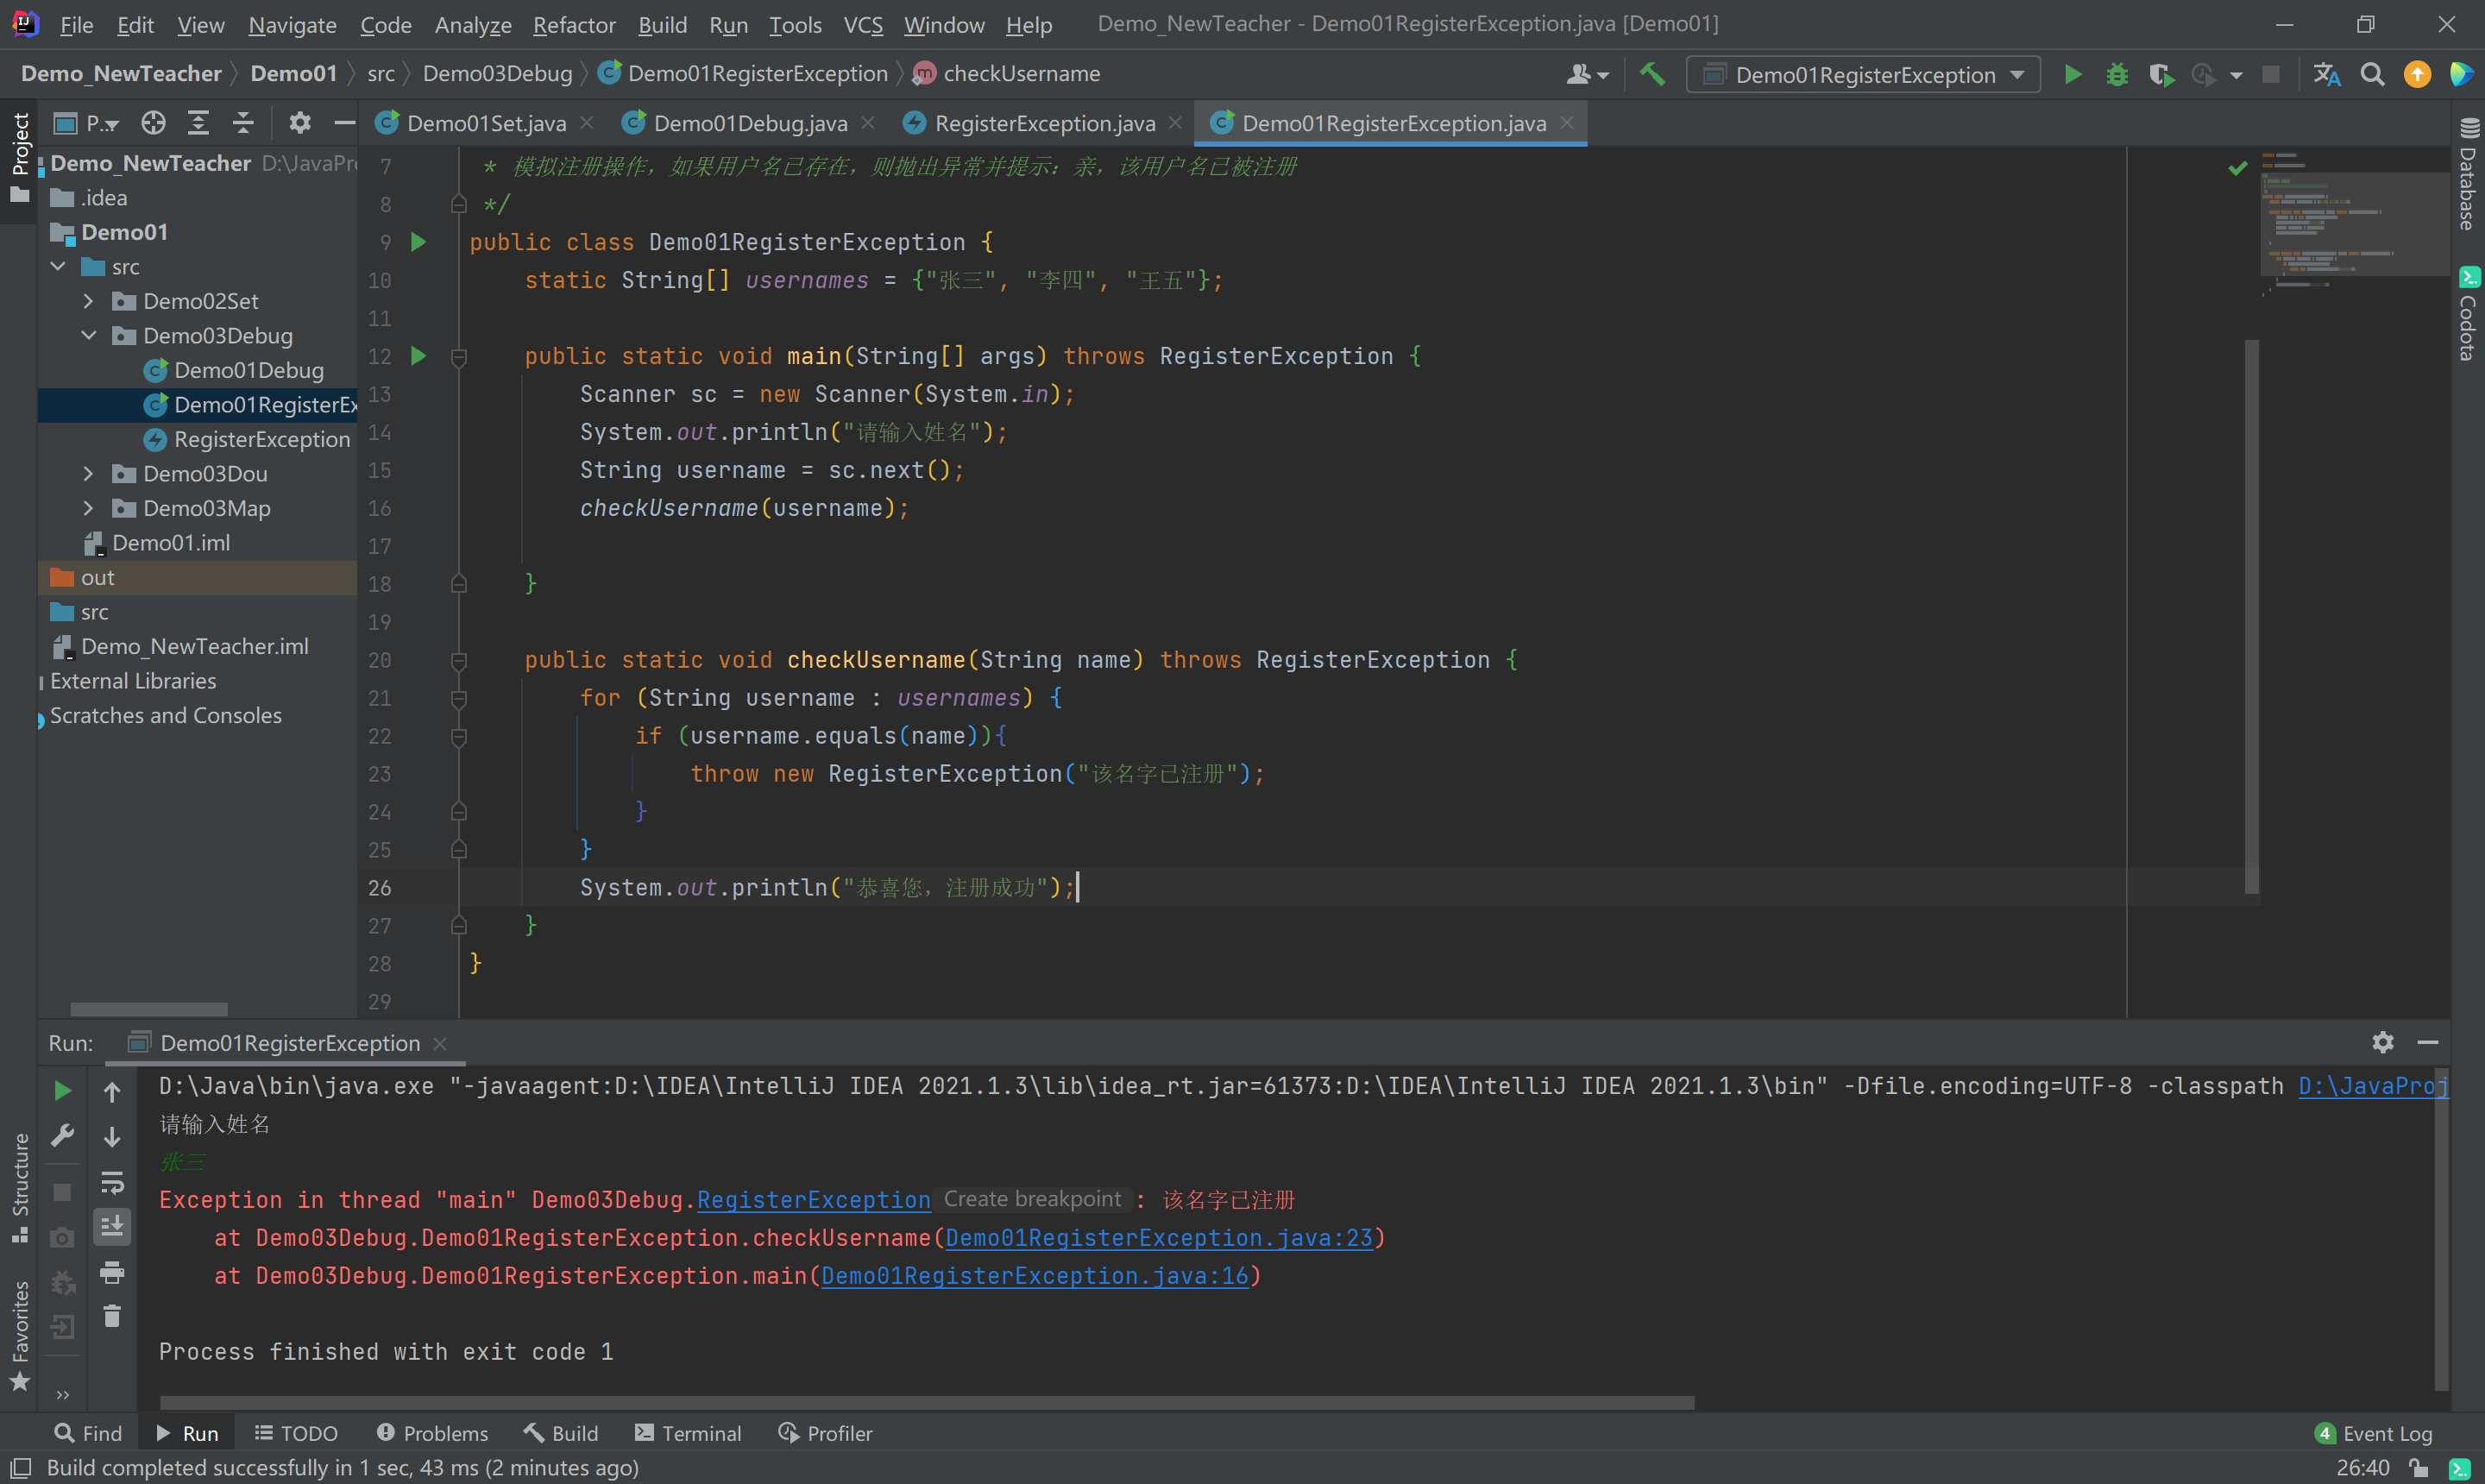 File Edit View Navigate Code Analyze Refactor Build Run Tools VCS Window Help Demo_NewTeacher - Demo01RegisterException.java [Demo01]
Demo_NewTeacher Demo01 src Demo03Debug Demo01RegisterException checkUsername
Demo01RegisterException
Project
P...
Demo01Set.java Demo01Debug.java RegisterException.java Demo01RegisterException.java
Demo_NewTeacher D:\JavaPr
.idea
Demo01
src
Demo02Set
Demo03Debug
Demo01Debug
Demo01RegisterEx
RegisterException
Demo03Dou
Demo03Map
Demo01.iml
out
src
Demo_NewTeacher.iml
External Libraries
Scratches and Consoles
7 * 模拟注册操作，如果用户名已存在，则抛出异常并提示：亲，该用户名已被注册
8 */
9 public class Demo01RegisterException {
10 static String[] usernames = {"张三", "李四", "王五"};
11
12 public static void main(String[] args) throws RegisterException {
13 Scanner sc = new Scanner(System.in);
14 System.out.println("请输入姓名");
15 String username = sc.next();
16 checkUsername(username);
17
18 }
19
20 public static void checkUsername(String name) throws RegisterException {
21 for (String username : usernames) {
22 if (username.equals(name)){
23 throw new RegisterException("该名字已注册");
24 }
25 }
26 System.out.println("恭喜您，注册成功");
27 }
28 }
29
Database
Codota
Run: Demo01RegisterException
D:\Java\bin\java.exe "-javaagent:D:\IDEA\IntelliJ IDEA 2021.1.3\lib\idea_rt.jar=61373:D:\IDEA\IntelliJ IDEA 2021.1.3\bin" -Dfile.encoding=UTF-8 -classpath D:\JavaProj
请输入姓名
张三
Exception in thread "main" Demo03Debug.RegisterException Create breakpoint : 该名字已注册
at Demo03Debug.Demo01RegisterException.checkUsername(Demo01RegisterException.java:23)
at Demo03Debug.Demo01RegisterException.main(Demo01RegisterException.java:16)
Process finished with exit code 1
Structure
Favorites
Find Run TODO Problems Build Terminal Profiler 4 Event Log
Build completed successfully in 1 sec, 43 ms (2 minutes ago) 26:40